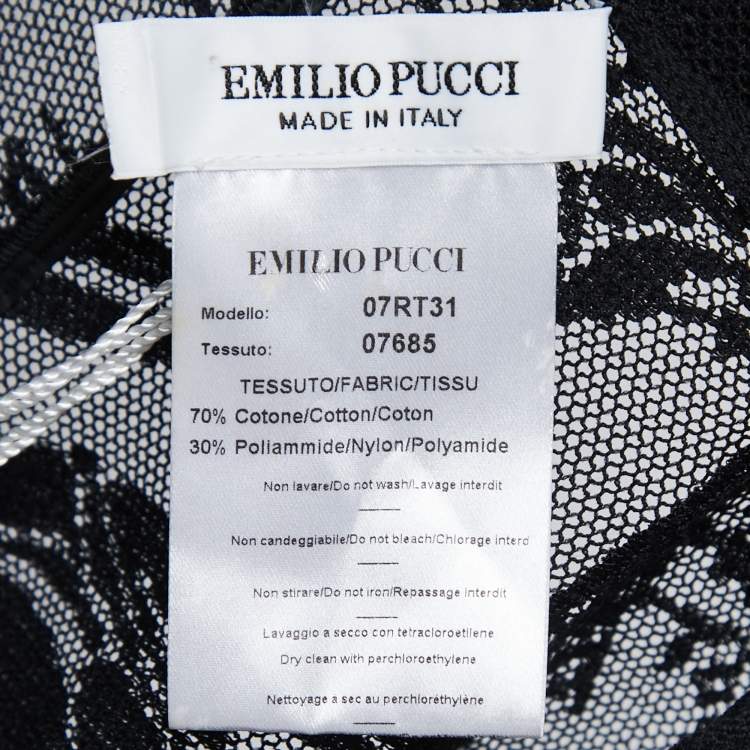 EMILIO PUCCI
MADE IN ITALY
EMILIO PUCCI
Modello: 07RT31
Tessuto: 07685
TESSUTO/FABRIC/TISSU
70% Cotone/Cotton/Coton
30% Poliammide/Nylon/Polyamide
Non lavare/Do not wash/Lavage interdit
Non candeggiabile/Do not bleach/Chlorage interd
Non stirare/Do not iron/Repassage interdit
Lavaggio a secco con tetracloroetilene
Dry clean with perchloroethylene
Nettoyage a sec au perchloréthylène